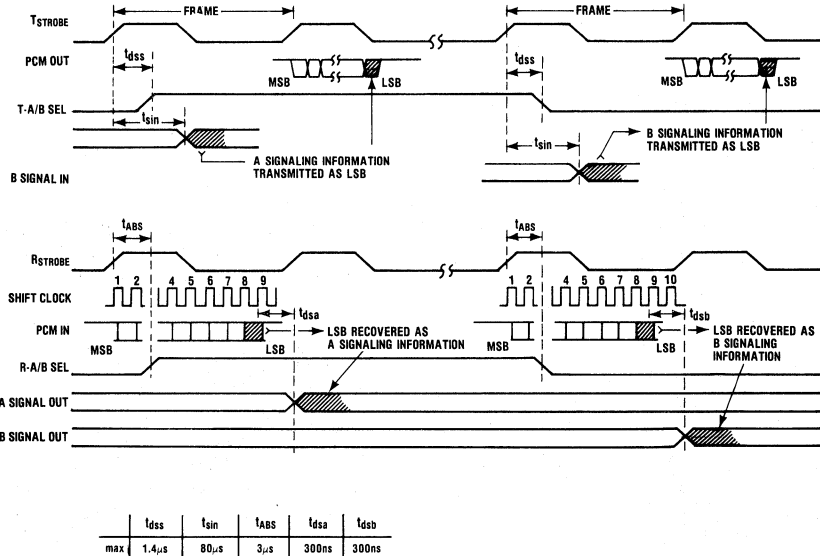 FRAME FRAME
TSTROBE
tdss tdss
PCM OUT
MSB LSB MSB LSB
T-A/B SEL
tsin tsin
A SIGNALING INFORMATION
TRANSMITTED AS LSB
B SIGNALING INFORMATION
TRANSMITTED AS LSB
B SIGNAL IN
tABS tABS
RSTROBE
1 2 4 5 6 7 8 9 1 2 4 5 6 7 8 9 10
SHIFT CLOCK
tdsa tdsb
PCM IN
MSB LSB MSB LSB
LSB RECOVERED AS
A SIGNALING INFORMATION
LSB RECOVERED AS
B SIGNALING
INFORMATION
R-A/B SEL
A SIGNAL OUT
B SIGNAL OUT
tdss tsin tABS tdsa tdsb
max 1.4μs 80μs 3μs 300ns 300ns